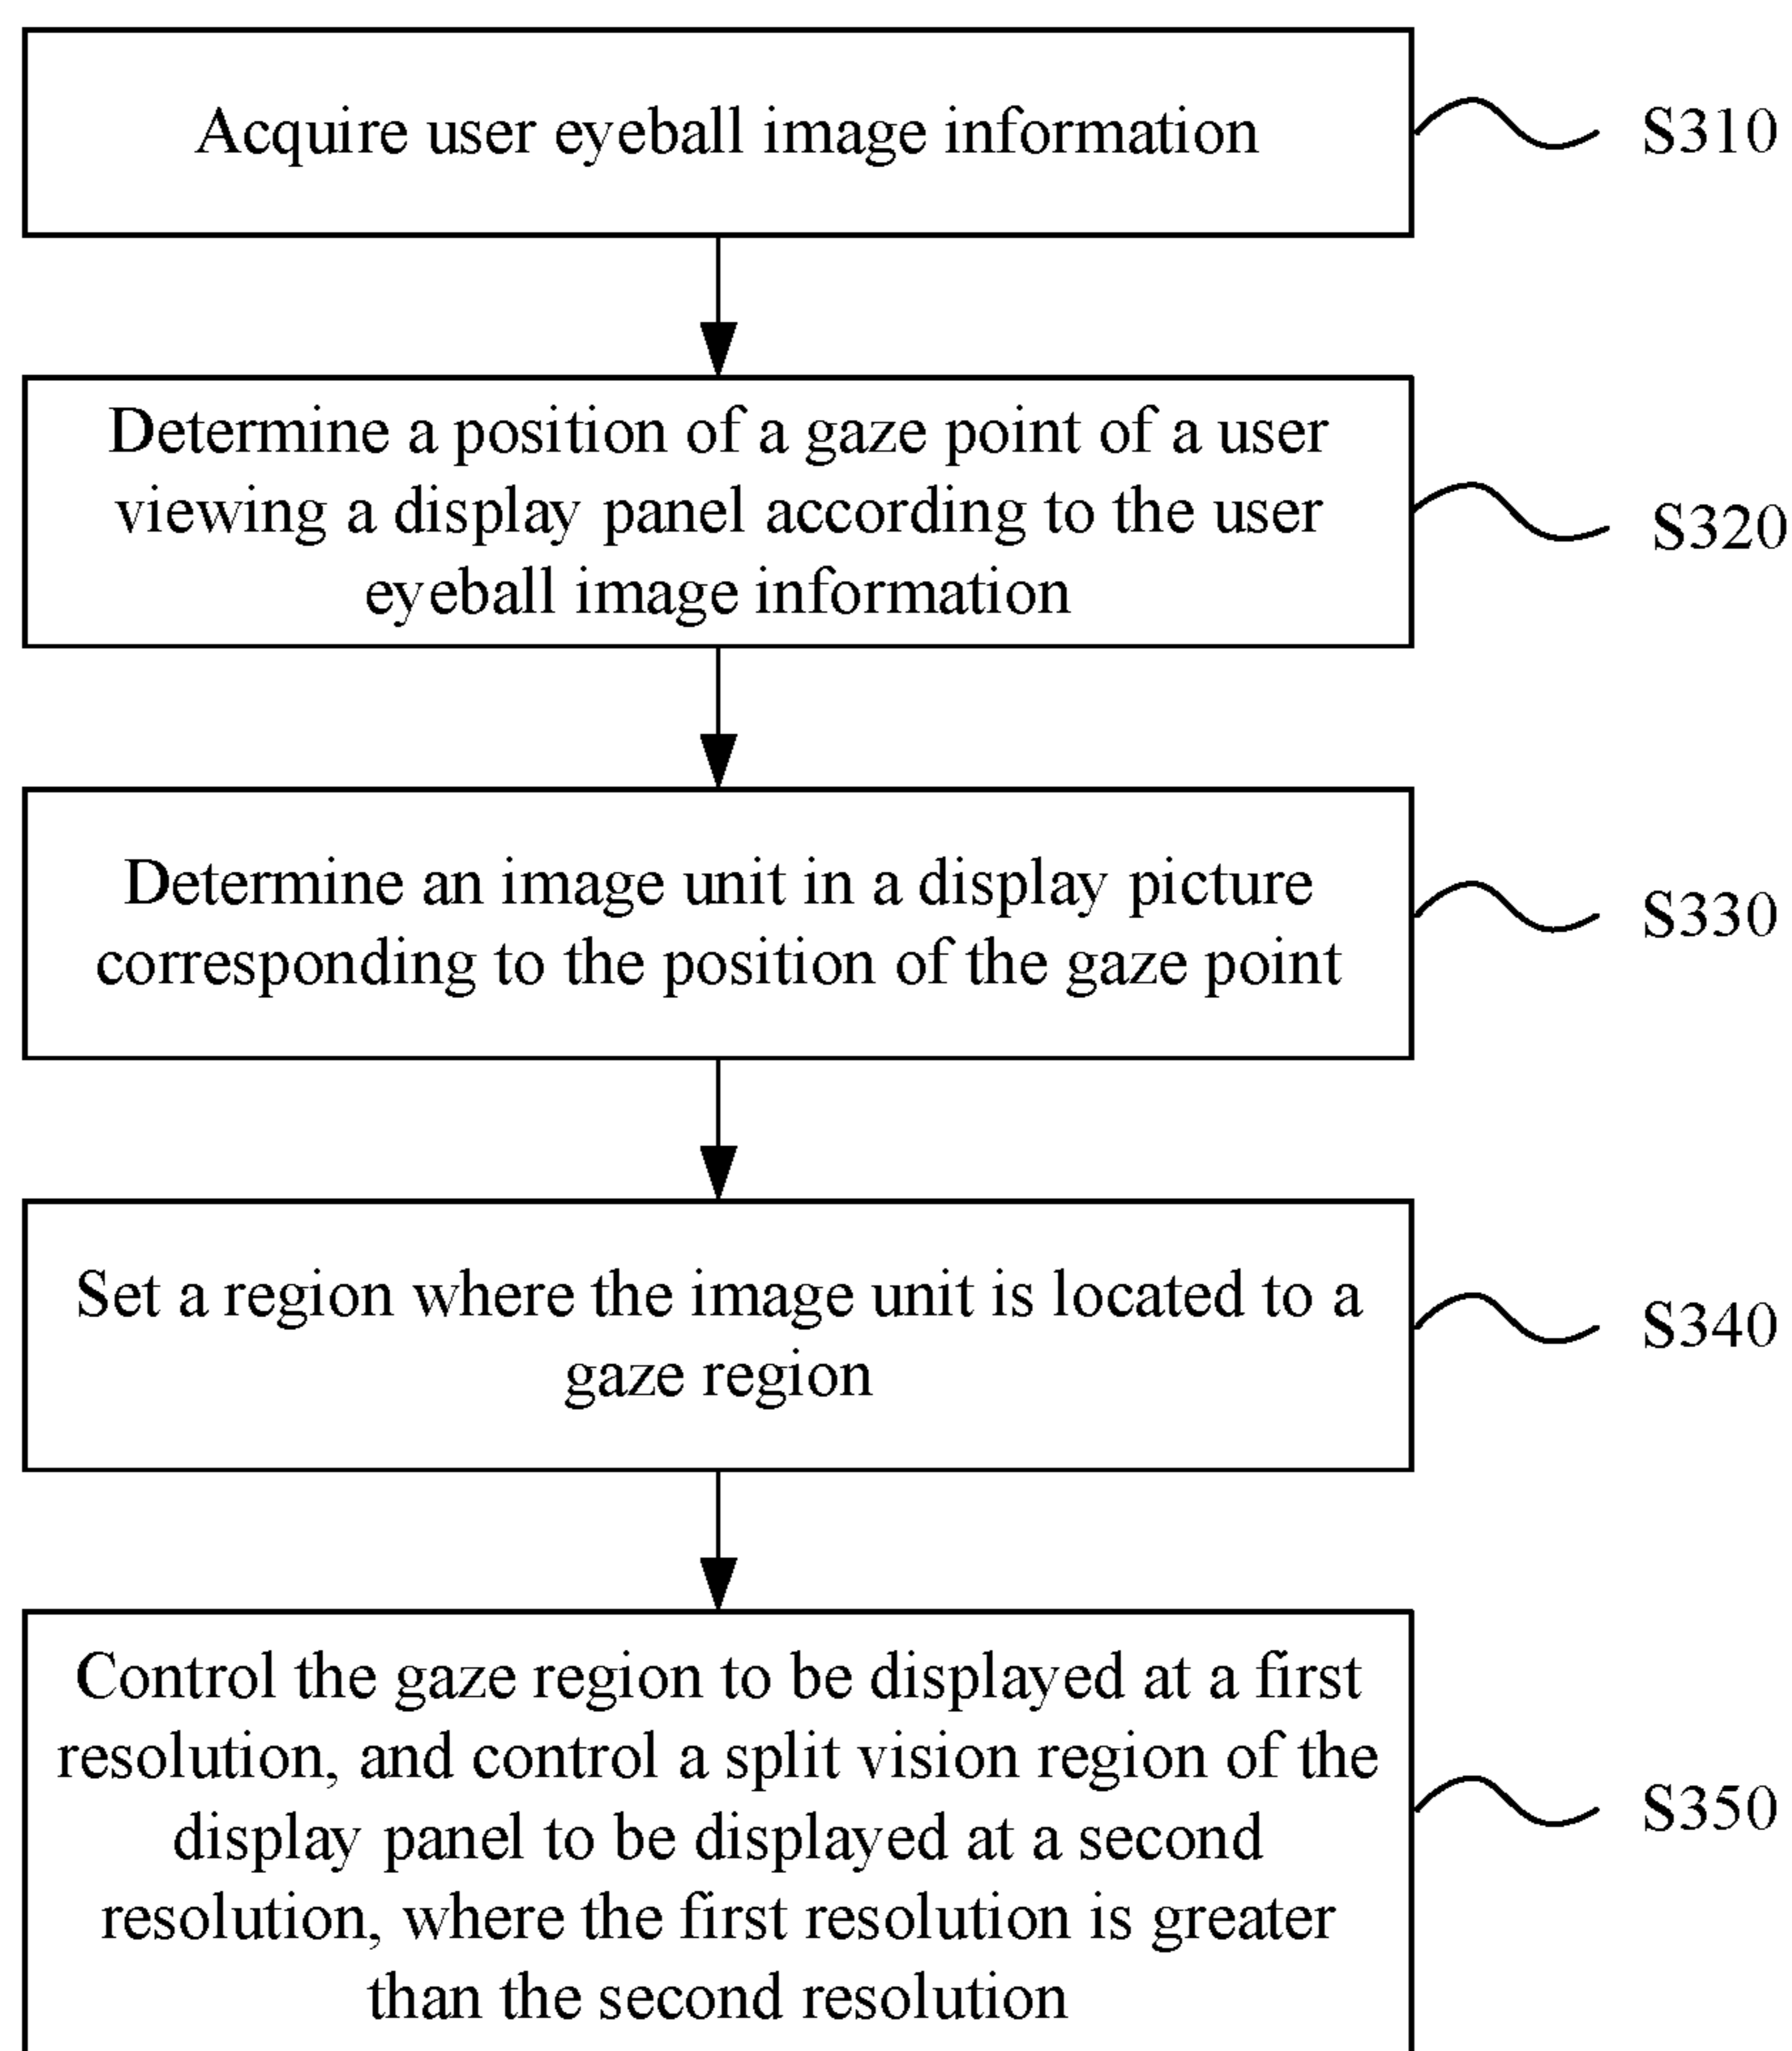 Acquire user eyeball image information
S310
Determine a position of a gaze point of a user
viewing a display panel according to the user
eyeball image information
S320
Determine an image unit in a display picture
corresponding to the position of the gaze point
S330
Set a region where the image unit is located to a
gaze region
S340
Control the gaze region to be displayed at a first
resolution, and control a split vision region of the
display panel to be displayed at a second
resolution, where the first resolution is greater
than the second resolution
S350